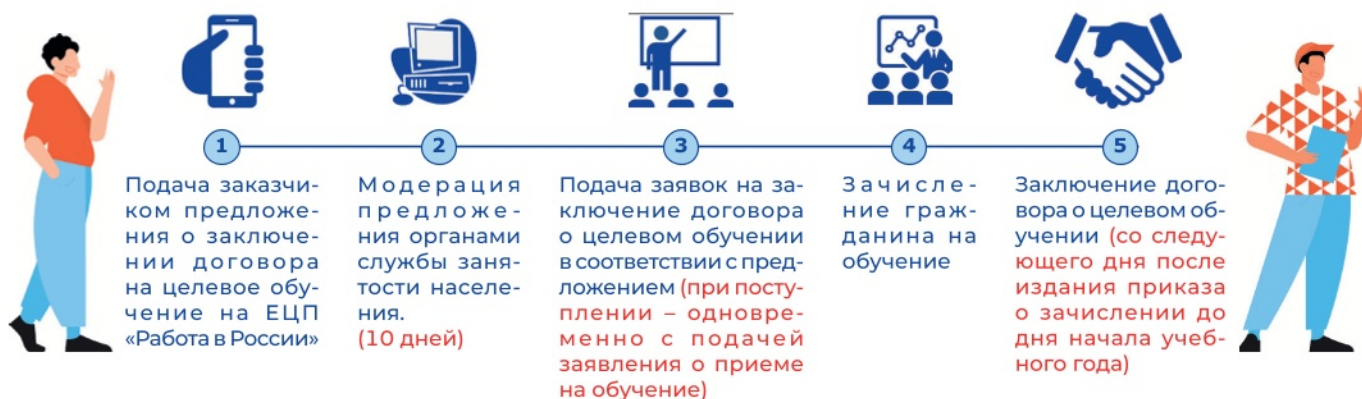 1
Подача заказчи-
ком предложе-
ния о заключе-
нии договора
на целевое обу-
чение на ЕЦП
«Работа в России»
2
Модерация
предложе-
ния органами
службы заня-
тости населе-
ния.
(10 дней)
3
Подача заявок на за-
ключение договора
о целевом обучении
в соответствии с пред-
ложением (при посту-
плении – одновре-
менно с подачей
заявления о приеме
на обучение)
4
Зачисле-
ние граж-
данина на
обучение
5
Заключение дого-
вора о целевом об-
учении (со следу-
ющего дня после
издания приказа
о зачислении до
дня начала учеб-
ного года)